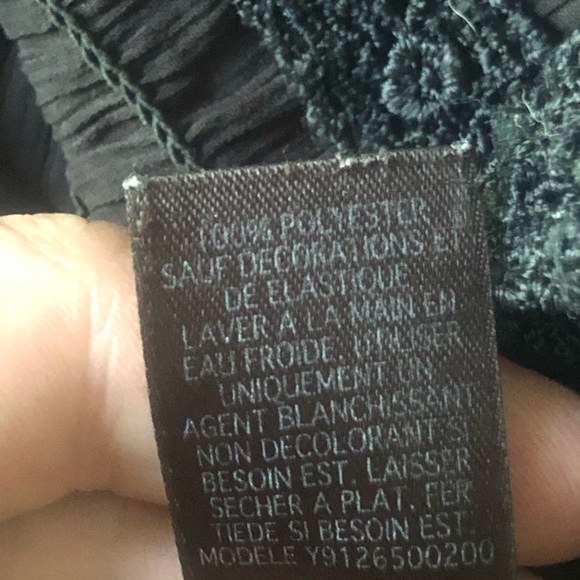 100% POLYESTER
SAUF DECORATIONS ET
DE ELASTIQUE
LAVER A LA MAIN EN
EAU FROIDE. UTILISER
UNIQUEMENT UN
AGENT BLANCHISSANT
NON DECOLORANT SI
BESOIN EST. LAISSER
SECHER A PLAT. FER
TIEDE SI BESOIN EST.
MODELE Y9126500200